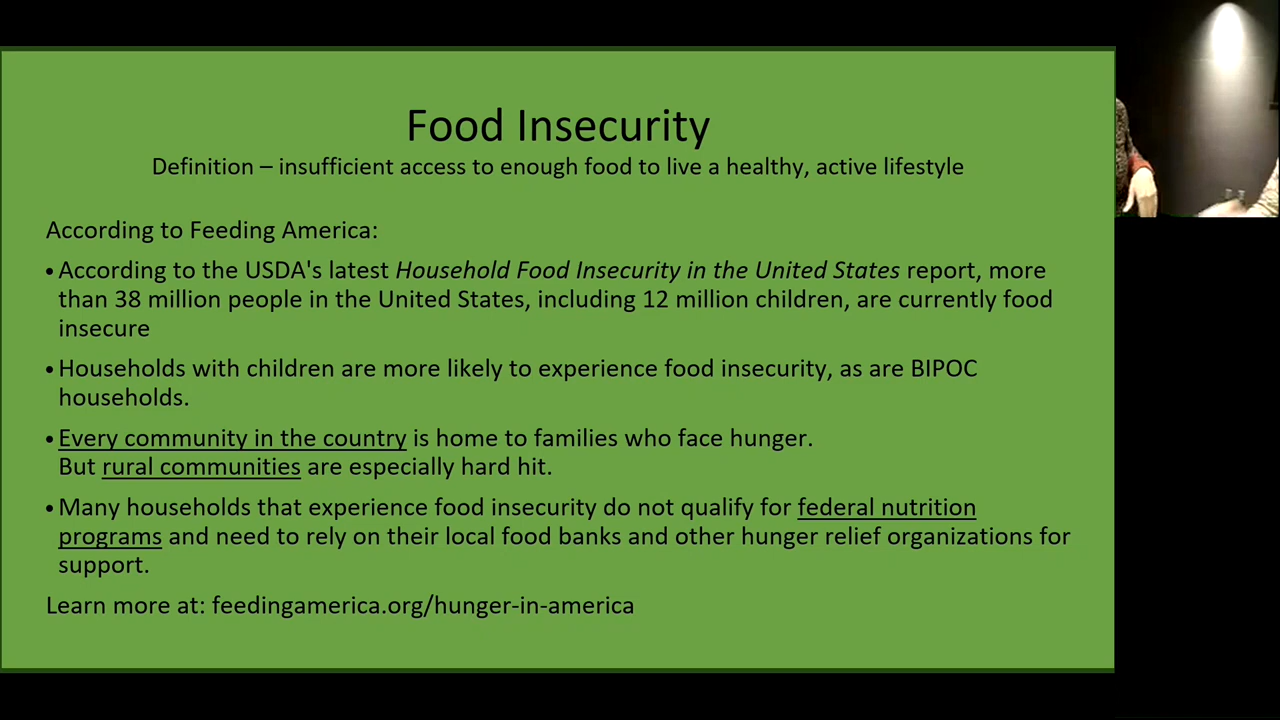 Food Insecurity
Definition – insufficient access to enough food to live a healthy, active lifestyle
According to Feeding America:
•According to the USDA's latest Household Food Insecurity in the United States report, more
than 38 million people in the United States, including 12 million children, are currently food
insecure
•Households with children are more likely to experience food insecurity, as are BIPOC
households.
•Every community in the country is home to families who face hunger.
But rural communities are especially hard hit.
•Many households that experience food insecurity do not qualify for federal nutrition
programs and need to rely on their local food banks and other hunger relief organizations for
support.
Learn more at: feedingamerica.org/hunger-in-america